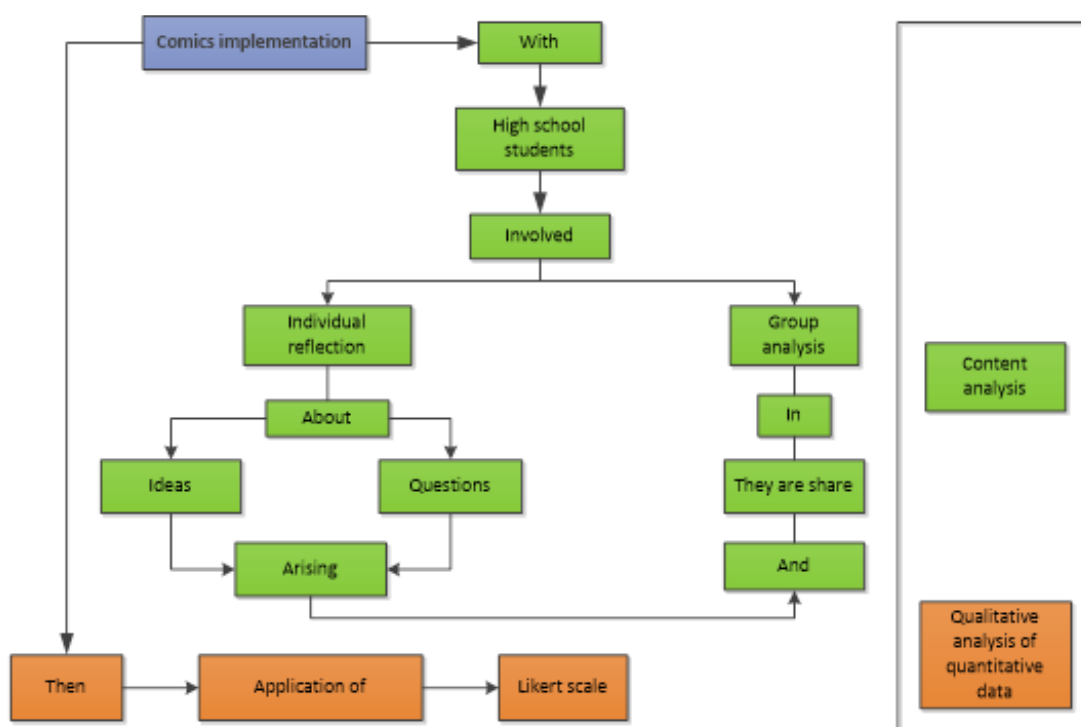 Comics implementation
With
High school
students
Involved
Individual
reflection
Group
analysis
About
In
Ideas
Questions
They are share
Arising
And
Then
Application of
Likert scale
Content
analysis
Qualitative
analysis of
quantitative
data